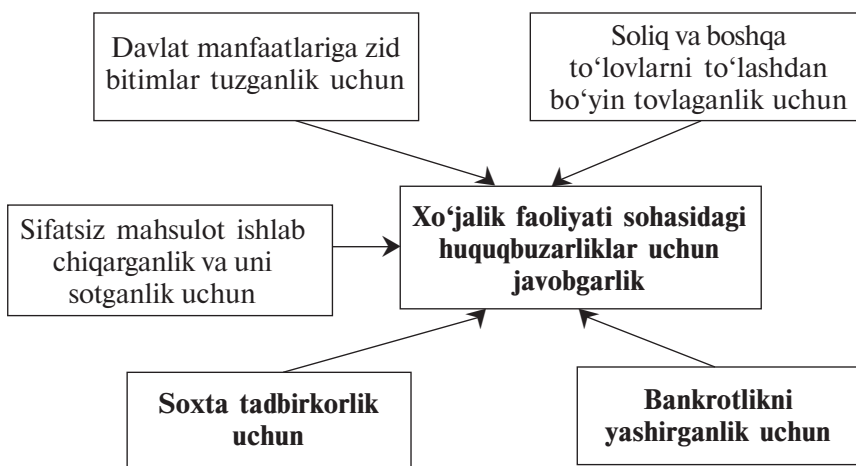 Davlat manfaatlariga zid
bitimlar tuzganlik uchun
Soliq va boshqa
to‘lovlarni to‘lashdan
bo‘yin tovlaganlik uchun
Sifatsiz mahsulot ishlab
chiqarganlik va uni
sotganlik uchun
Xo‘jalik faoliyati sohasidagi
huquqbuzarliklar uchun
javobgarlik
Soxta tadbirkorlik
uchun
Bankrotlikni
yashirganlik uchun